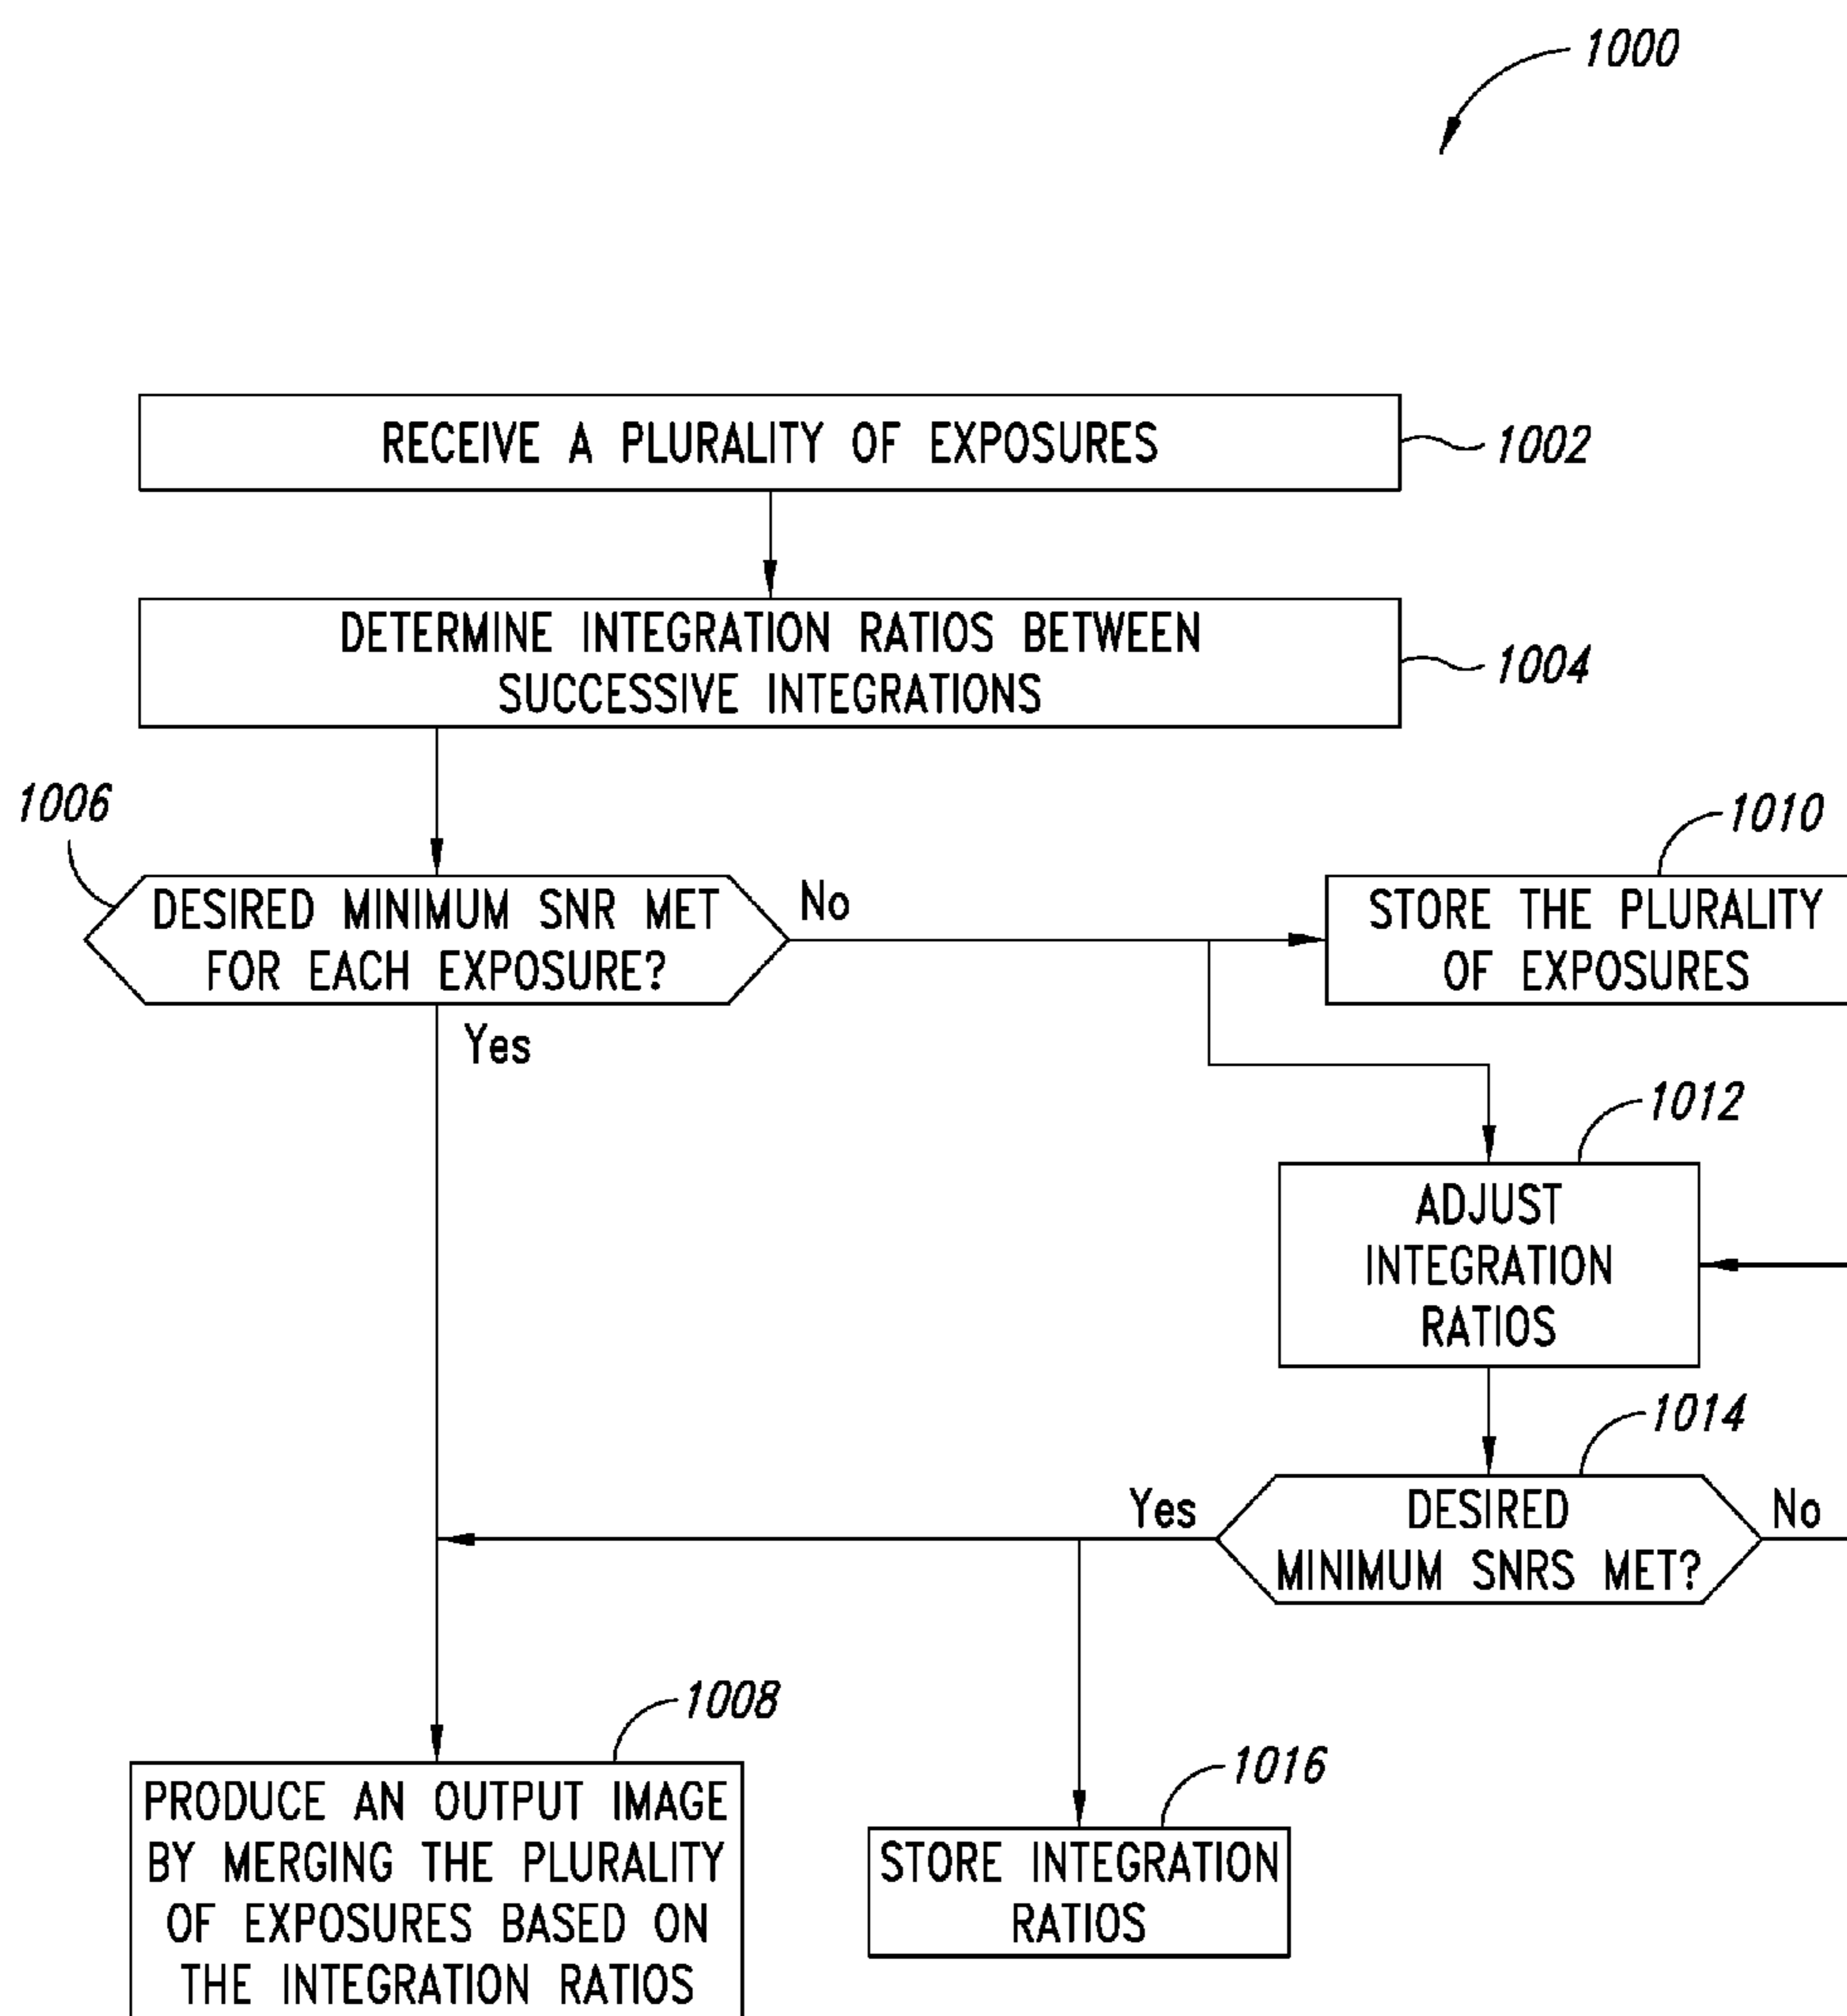 1000
RECEIVE A PLURALITY OF EXPOSURES
1002
DETERMINE INTEGRATION RATIOS BETWEEN
SUCCESSIVE INTEGRATIONS
1004
1006
DESIRED MINIMUM SNR MET
FOR EACH EXPOSURE?
No
Yes
1010
STORE THE PLURALITY
OF EXPOSURES
1012
ADJUST
INTEGRATION
RATIOS
1014
DESIRED
MINIMUM SNRS MET?
Yes
No
1008
PRODUCE AN OUTPUT IMAGE
BY MERGING THE PLURALITY
OF EXPOSURES BASED ON
THE INTEGRATION RATIOS
1016
STORE INTEGRATION
RATIOS